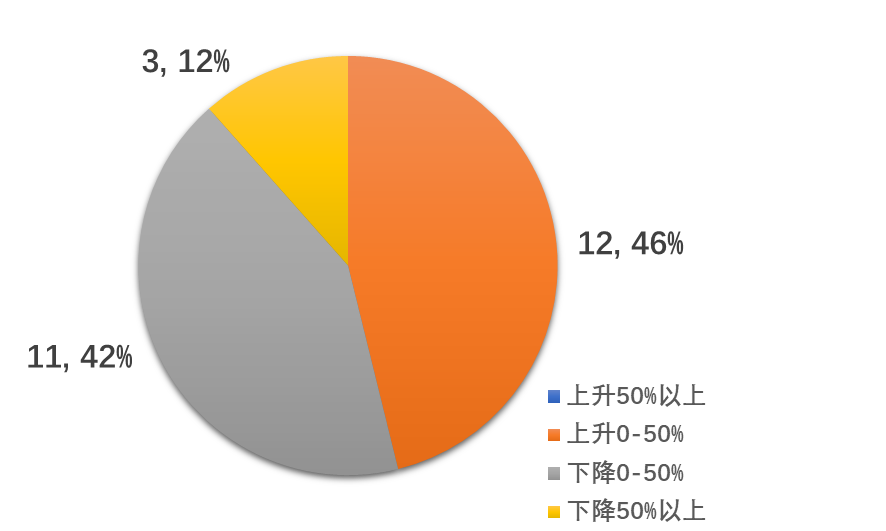 3, 12%
12, 46%
11, 42%
上升50%以上
上升0-50%
下降0-50%
下降50%以上